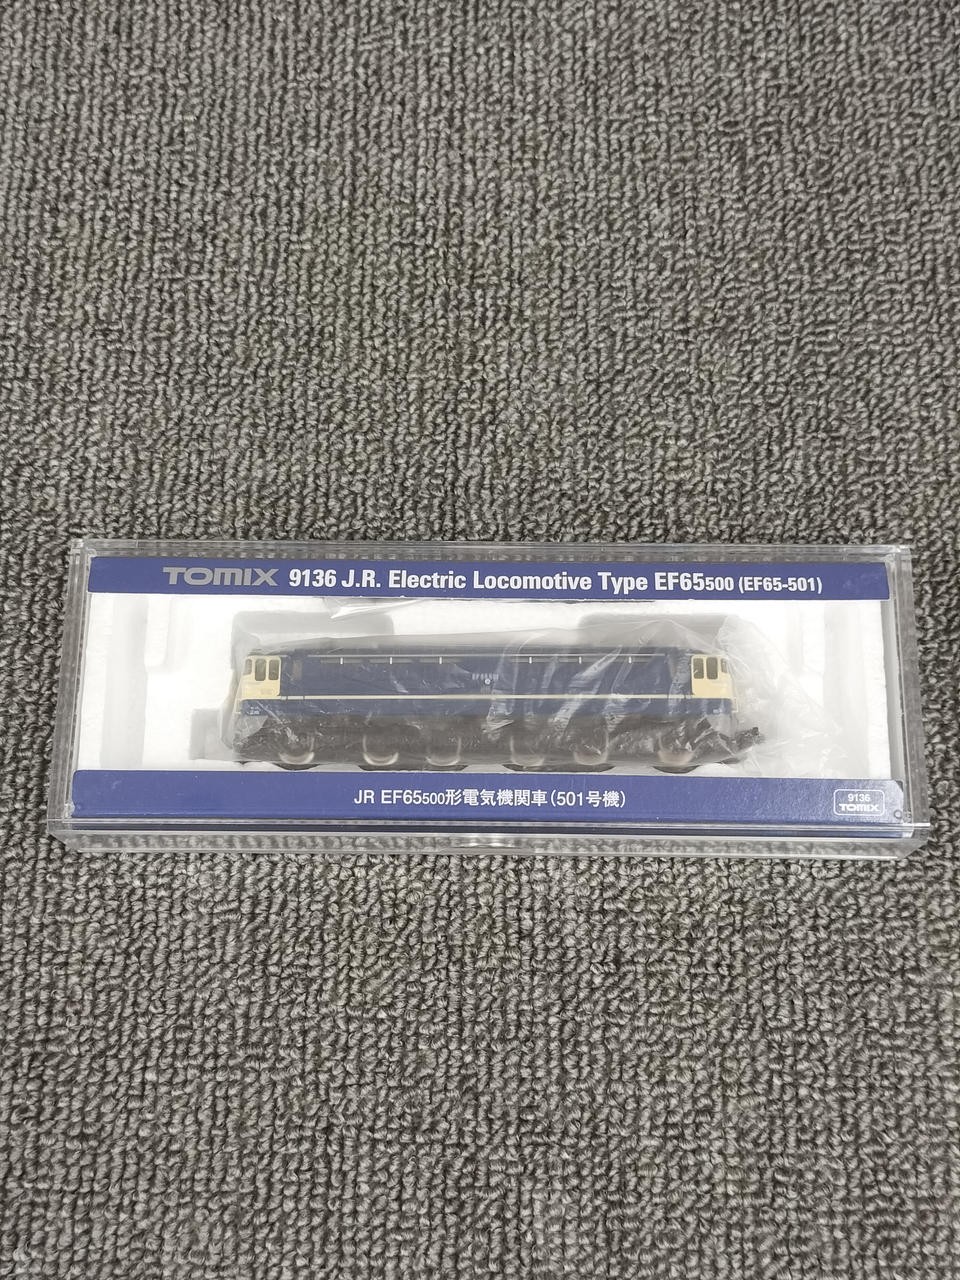 TOMIX 9136 J.R. Electric Locomotive Type EF65500 (EF65-501)
JR EF65500形電気機関車(501号機)
9136
TOMIX